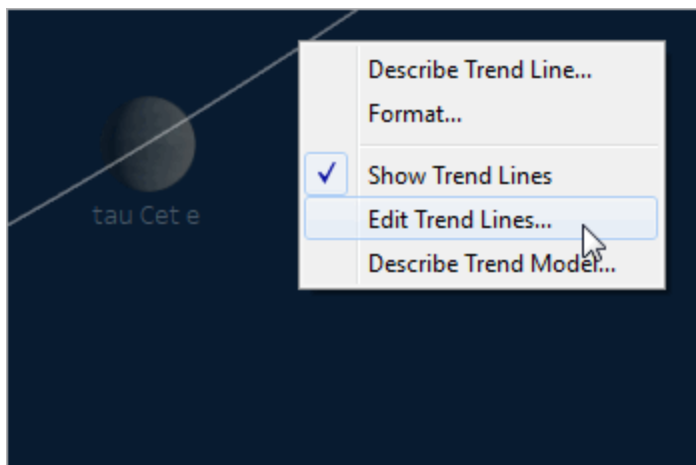 Describe Trend Line...
Format...
Show Trend Lines
Edit Trend Lines...
Describe Trend Model...
tau Cet e